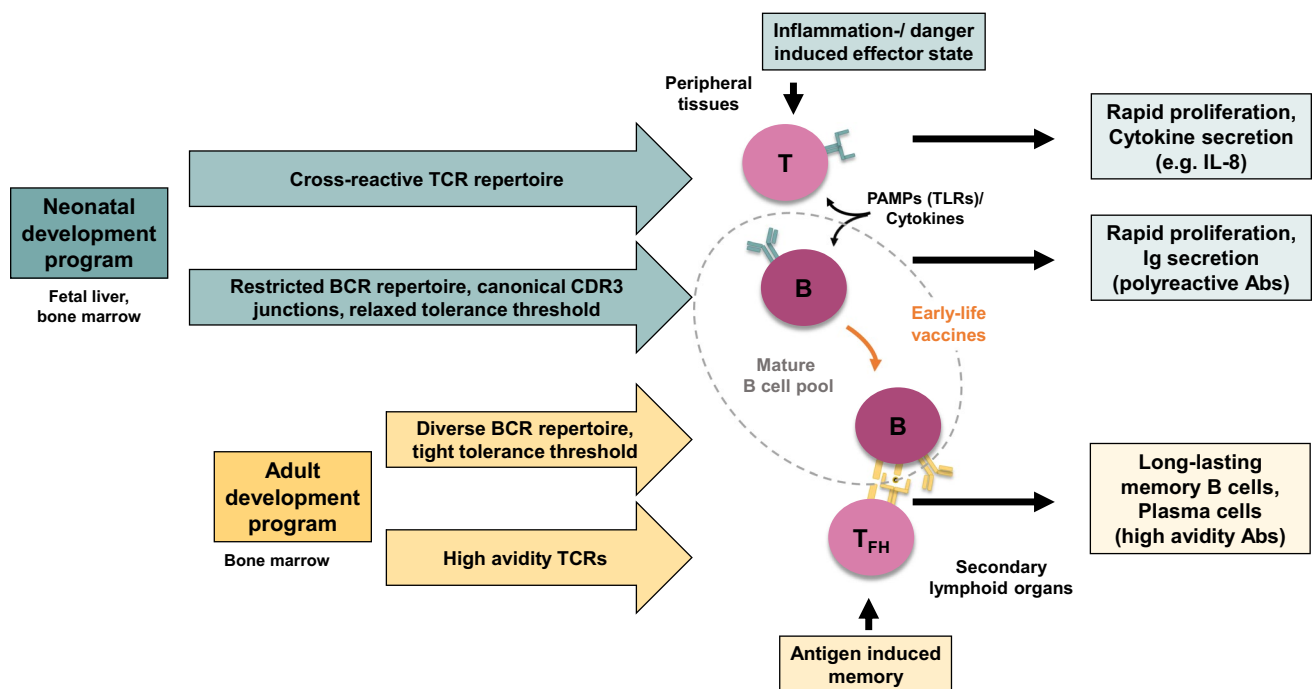 Inflammation-/ danger
induced effector state
Peripheral
tissues
T
Rapid proliferation,
Cytokine secretion
(e.g. IL-8)
Cross-reactive TCR repertoire
Neonatal
development
program
Fetal liver,
bone marrow
PAMPs (TLRs)/
Cytokines
Restricted BCR repertoire, canonical CDR3
junctions, relaxed tolerance threshold
B
Rapid proliferation,
Ig secretion
(polyreactive Abs)
Early-life
vaccines
Mature
B cell pool
Diverse BCR repertoire,
tight tolerance threshold
B
Adult
development
program
Bone marrow
High avidity TCRs
TFH
Long-lasting
memory B cells,
Plasma cells
(high avidity Abs)
Secondary
lymphoid organs
Antigen induced
memory